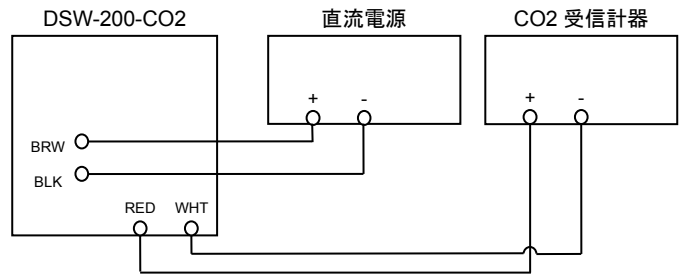 DSW-200-CO2
直流電源
CO2 受信計器
+ -
+ -
BRW
BLK
RED WHT